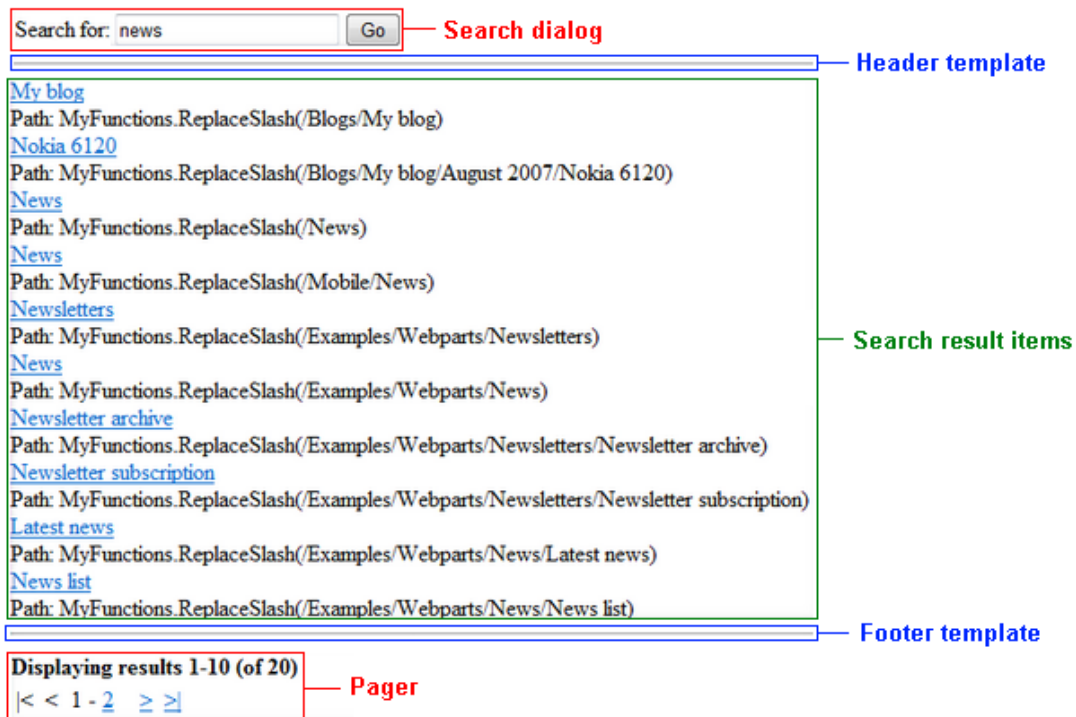 Search for: news Go Search dialog
Header template
My blog
Path: MyFunctions.ReplaceSlash(/Blogs/My blog)
Nokia 6120
Path: MyFunctions.ReplaceSlash(/Blogs/My blog/August 2007/Nokia 6120)
News
Path: MyFunctions.ReplaceSlash(/News)
News
Path: MyFunctions.ReplaceSlash(/Mobile/News)
Newsletters
Path: MyFunctions.ReplaceSlash(/Examples/Webparts/Newsletters)
Search result items
News
Path: MyFunctions.ReplaceSlash(/Examples/Webparts/News)
Newsletter archive
Path: MyFunctions.ReplaceSlash(/Examples/Webparts/Newsletters/Newsletter archive)
Newsletter subscription
Path: MyFunctions.ReplaceSlash(/Examples/Webparts/Newsletters/Newsletter subscription)
Latest news
Path: MyFunctions.ReplaceSlash(/Examples/Webparts/News/Latest news)
News list
Path: MyFunctions.ReplaceSlash(/Examples/Webparts/News/News list)
Footer template
Displaying results 1-10 (of 20)
Pager
|< < 1 - 2 > >|